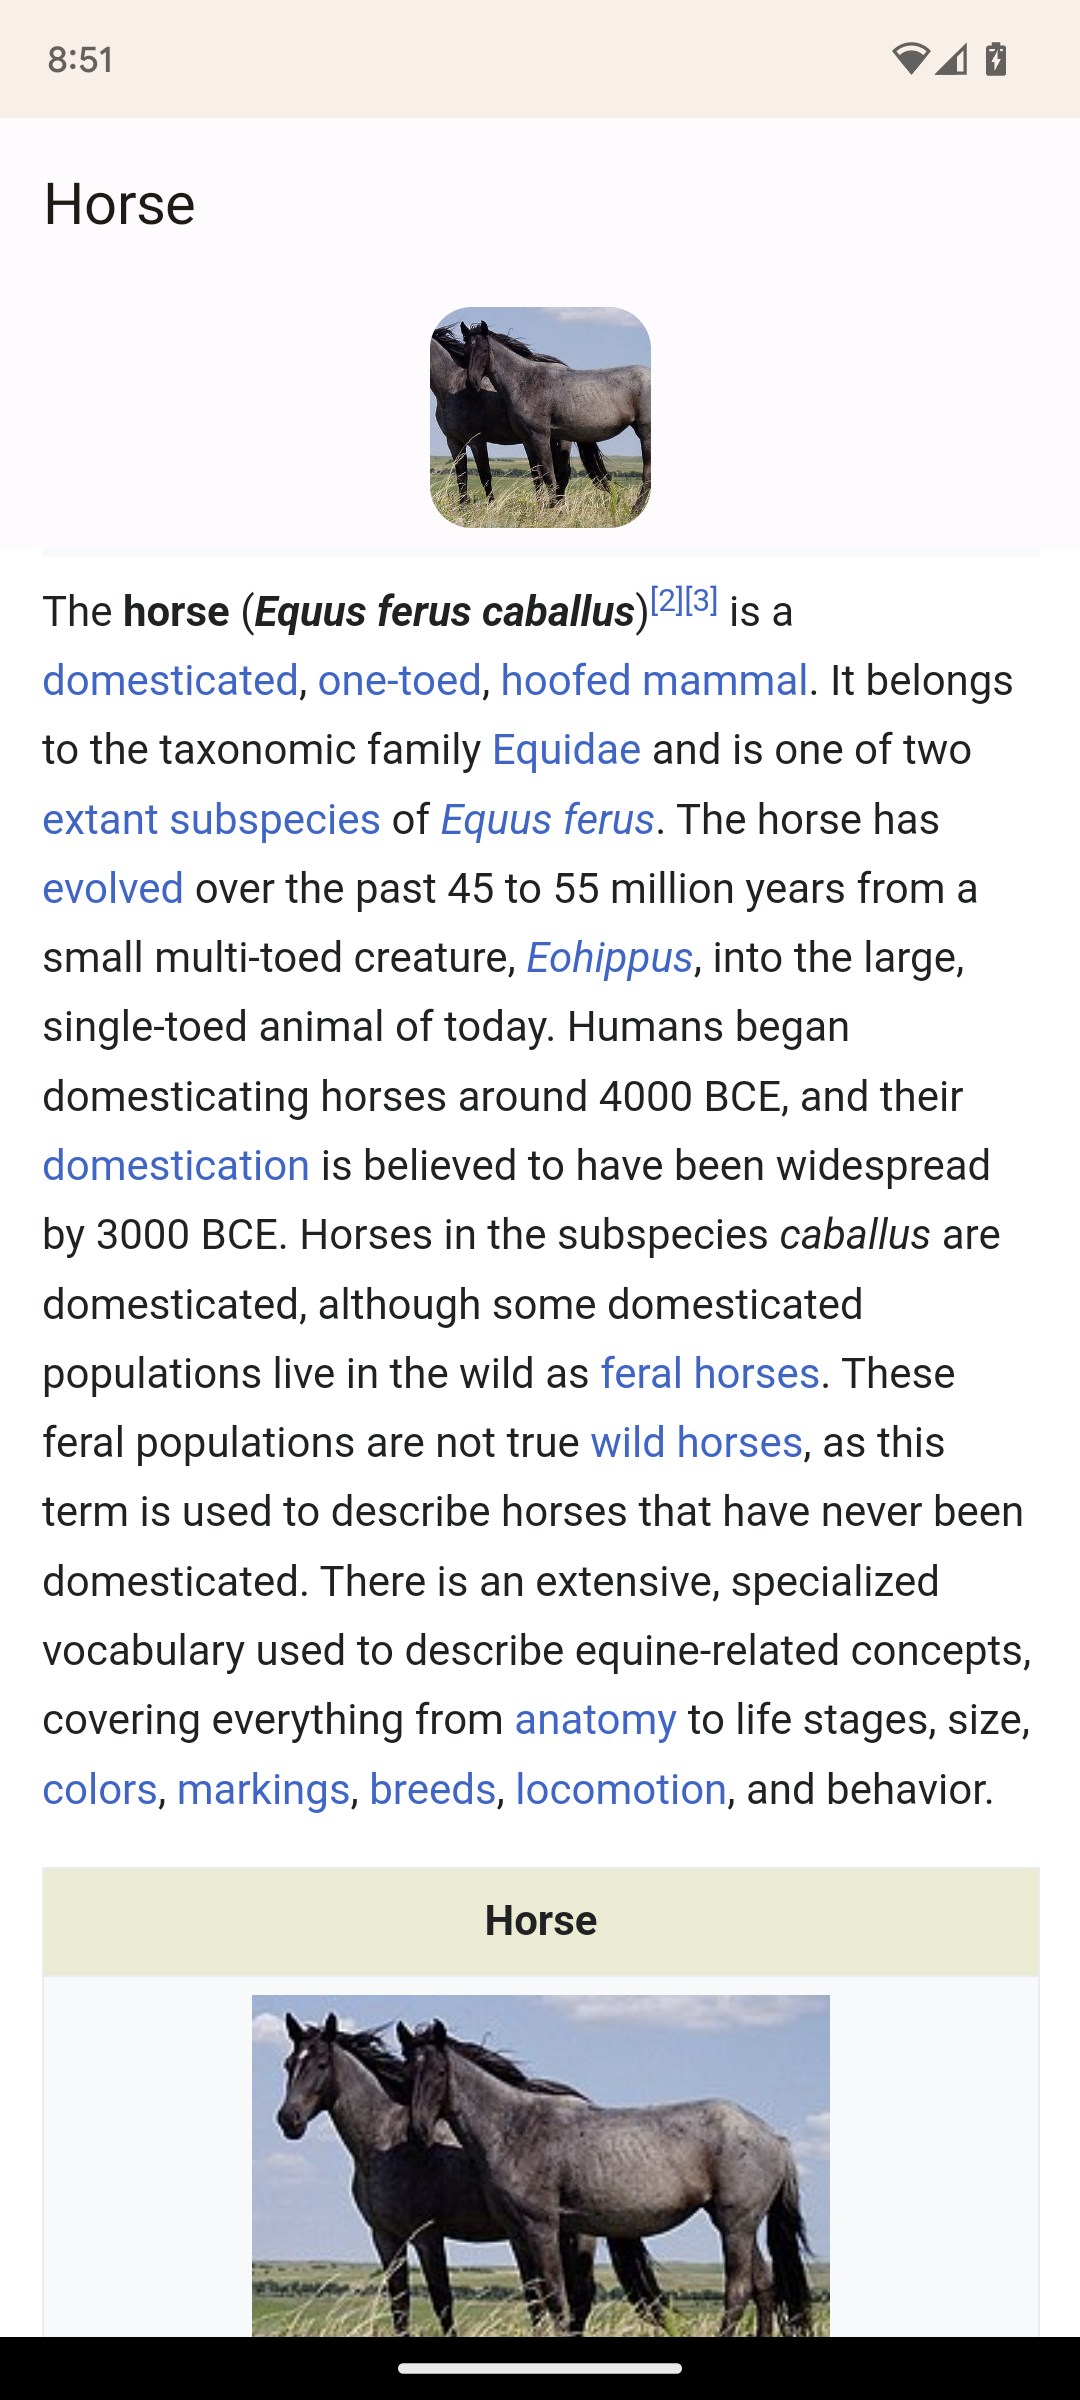 8:51
Horse
The horse (Equus ferus caballus)[2][3] is a
domesticated, one-toed, hoofed mammal. It belongs
to the taxonomic family Equidae and is one of two
extant subspecies of Equus ferus. The horse has
evolved over the past 45 to 55 million years from a
small multi-toed creature, Eohippus, into the large,
single-toed animal of today. Humans began
domesticating horses around 4000 BCE, and their
domestication is believed to have been widespread
by 3000 BCE. Horses in the subspecies caballus are
domesticated, although some domesticated
populations live in the wild as feral horses. These
feral populations are not true wild horses, as this
term is used to describe horses that have never been
domesticated. There is an extensive, specialized
vocabulary used to describe equine-related concepts,
covering everything from anatomy to life stages, size,
colors, markings, breeds, locomotion, and behavior.
Horse